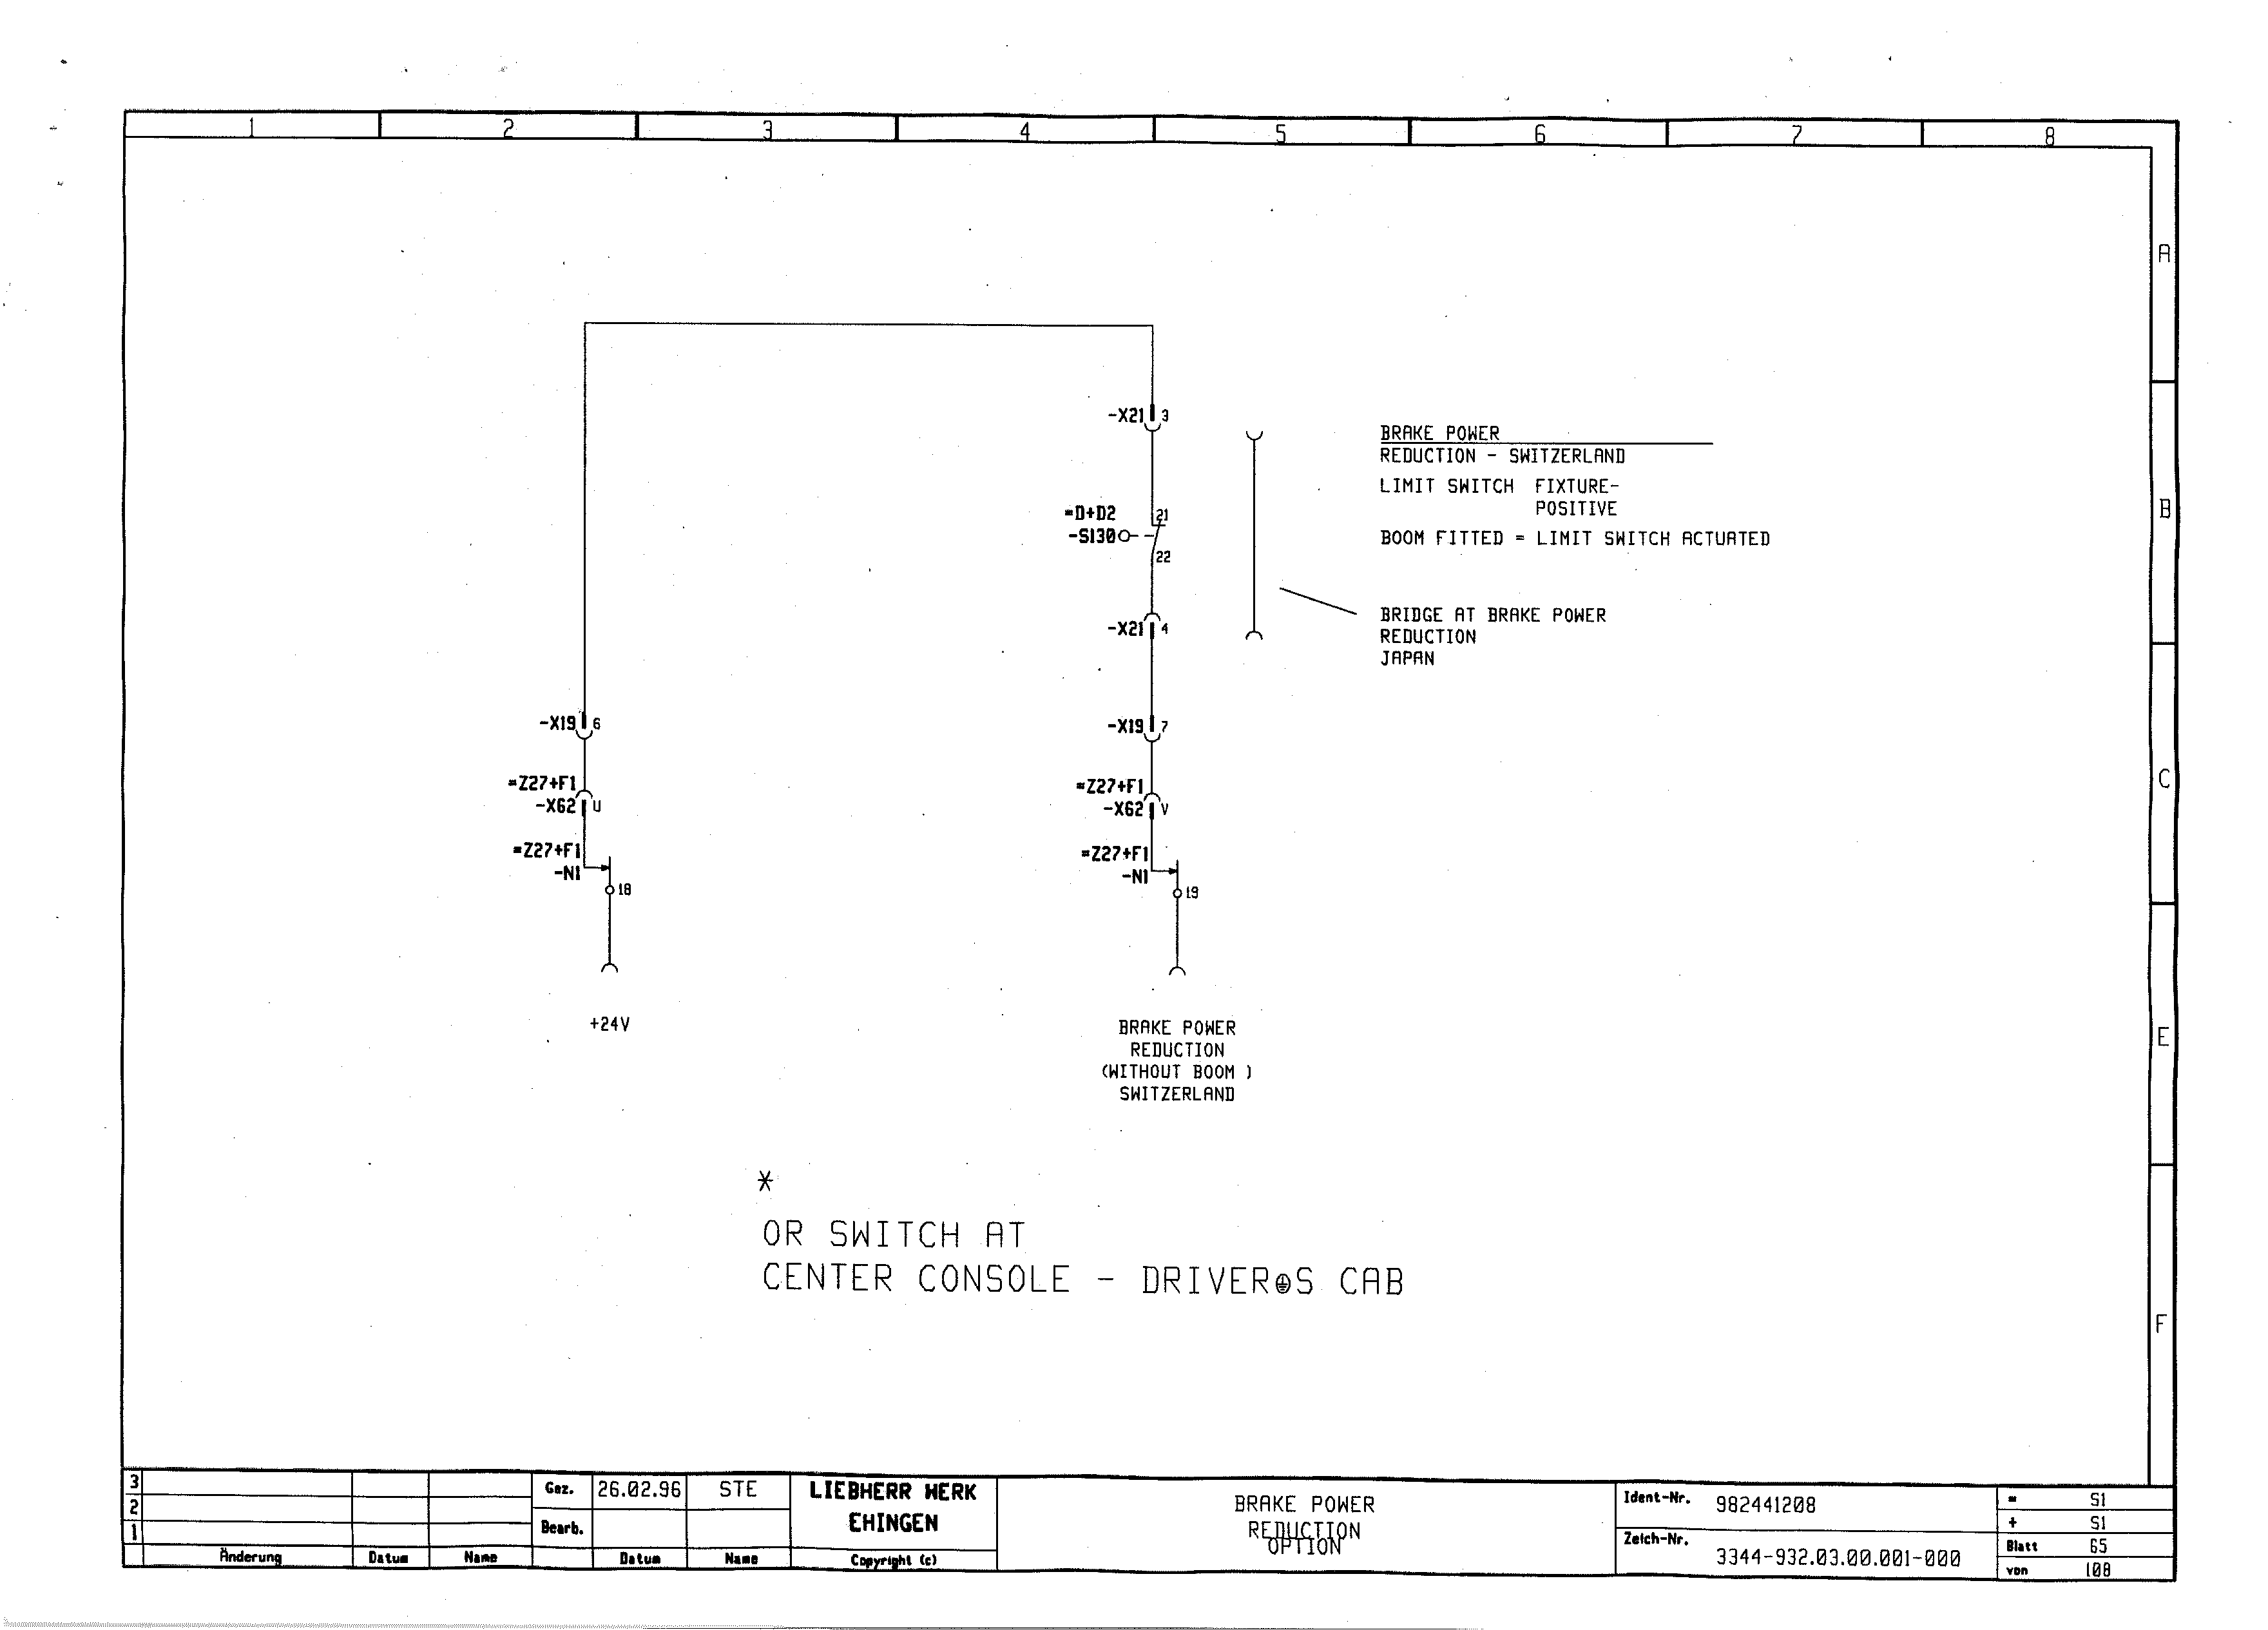 1 2 3 4 5 6 7 8
A
B
C
E
F
-X21 3
=D+D2 21
-S130
22
-X21 4
BRAKE POWER
REDUCTION - SWITZERLAND
LIMIT SWITCH FIXTURE-
POSITIVE
BOOM FITTED = LIMIT SWITCH ACTUATED
BRIDGE AT BRAKE POWER
REDUCTION
JAPAN
-X19 6
=Z27+F1
-X62 U
=Z27+F1
-N1
18
+24V
-X19 7
=Z27+F1
-X62 V
=Z27+F1
-N1
19
BRAKE POWER
REDUCTION
(WITHOUT BOOM )
SWITZERLAND
*
OR SWITCH AT
CENTER CONSOLE - DRIVER⏚S CAB
3
2
1
Änderung Datum Name
Gez. 26.02.96 STE
Bearb.
Datum Name
LIEBHERR WERK
EHINGEN
Copyright (c)
BRAKE POWER
REDUCTION
OPTION
Ident-Nr. 982441208
Zeich-Nr. 3344-932.03.00.001-000
= S1
+ S1
Blatt 65
von 108